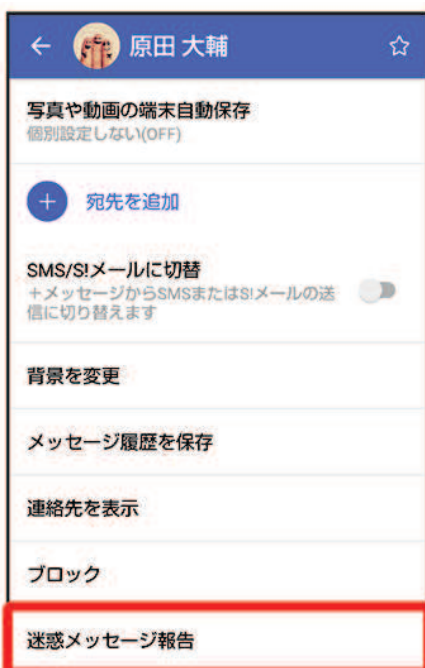 原田 大輔
写真や動画の端末自動保存
個別設定しない(OFF)
宛先を追加
SMS/S!メールに切替
+メッセージからSMSまたはS!メールの送
信に切り替えます
背景を変更
メッセージ履歴を保存
連絡先を表示
ブロック
迷惑メッセージ報告